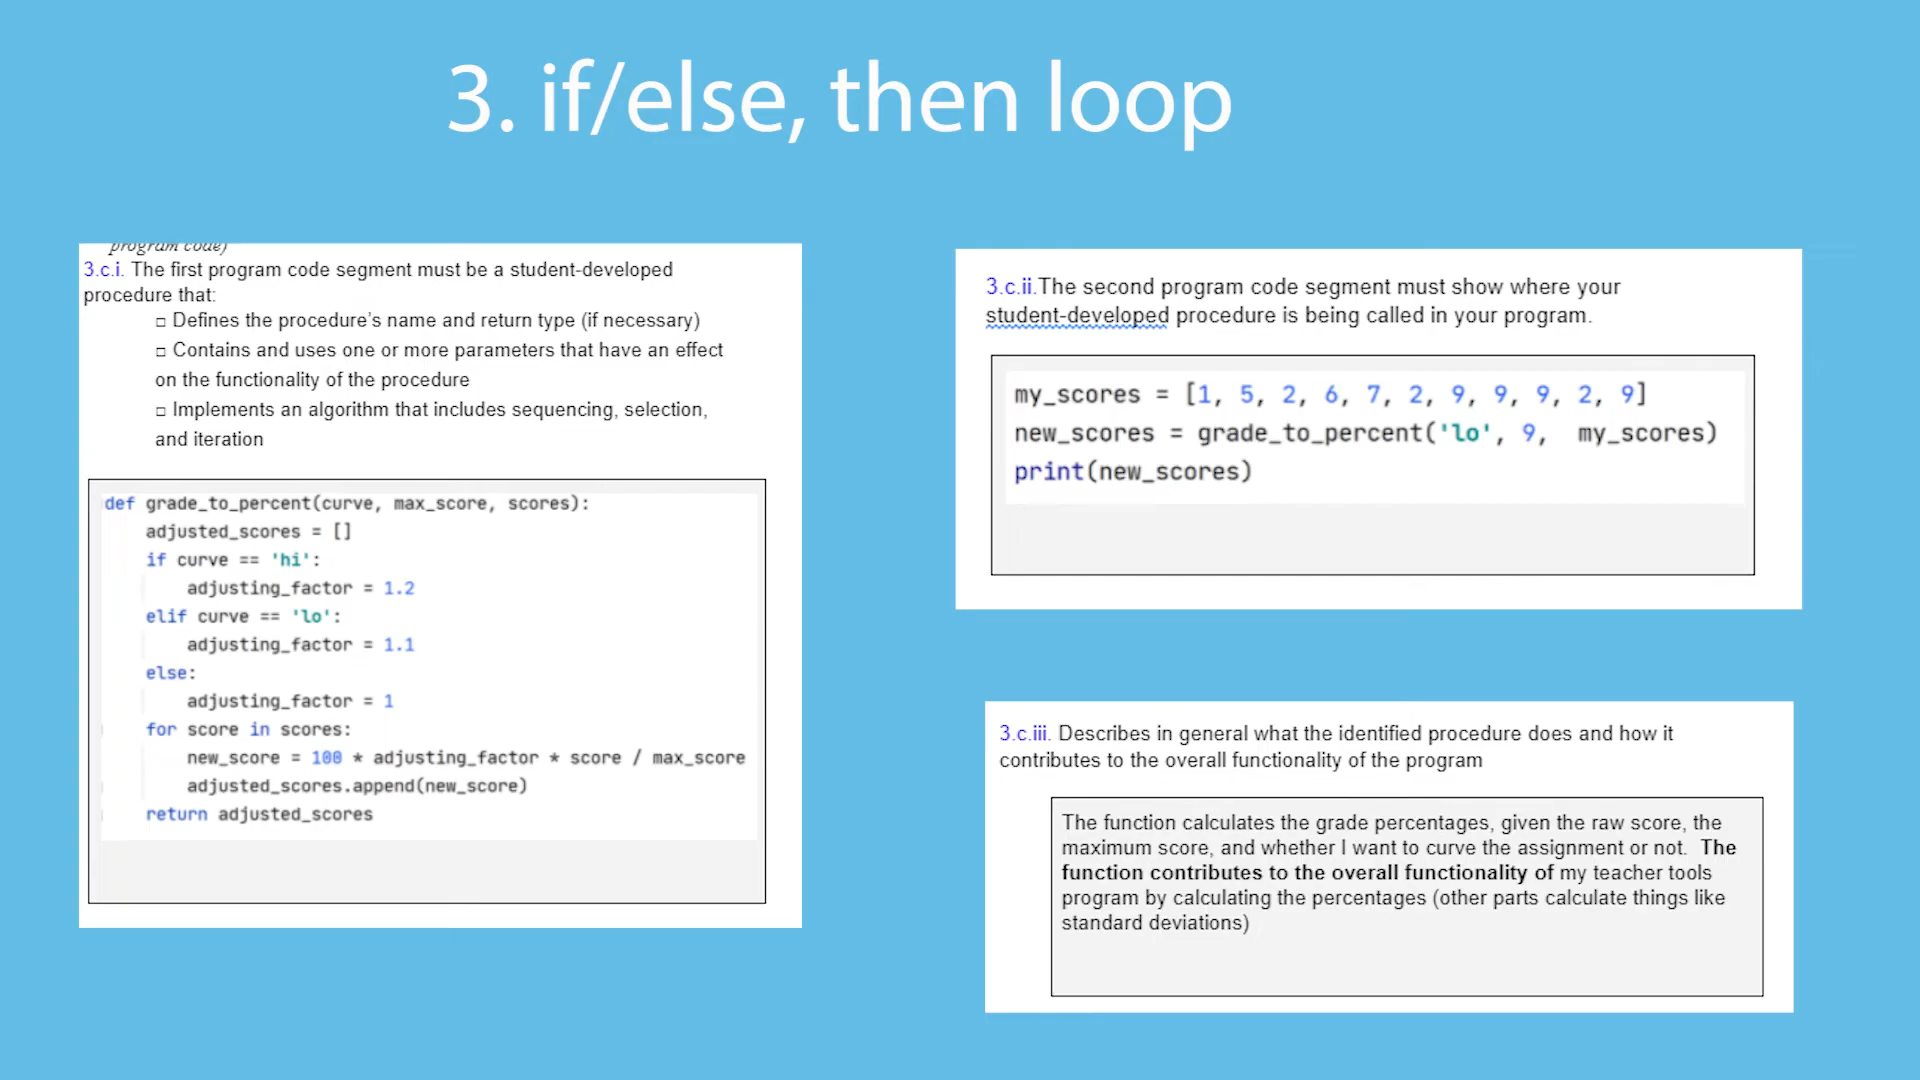 3. if/else, then loop
program code)
3.c.i. The first program code segment must be a student-developed
procedure that:
□ Defines the procedure's name and return type (if necessary)
□ Contains and uses one or more parameters that have an effect
on the functionality of the procedure
□ Implements an algorithm that includes sequencing, selection,
and iteration
def grade_to_percent(curve, max_score, scores):
    adjusted_scores = []
    if curve == 'hi':
        adjusting_factor = 1.2
    elif curve == 'lo':
        adjusting_factor = 1.1
    else:
        adjusting_factor = 1
    for score in scores:
        new_score = 100 * adjusting_factor * score / max_score
        adjusted_scores.append(new_score)
    return adjusted_scores
3.c.ii.The second program code segment must show where your
student-developed procedure is being called in your program.
my_scores = [1, 5, 2, 6, 7, 2, 9, 9, 9, 2, 9]
new_scores = grade_to_percent('lo', 9,  my_scores)
print(new_scores)
3.c.iii. Describes in general what the identified procedure does and how it
contributes to the overall functionality of the program
The function calculates the grade percentages, given the raw score, the
maximum score, and whether I want to curve the assignment or not.  The
function contributes to the overall functionality of my teacher tools
program by calculating the percentages (other parts calculate things like
standard deviations)